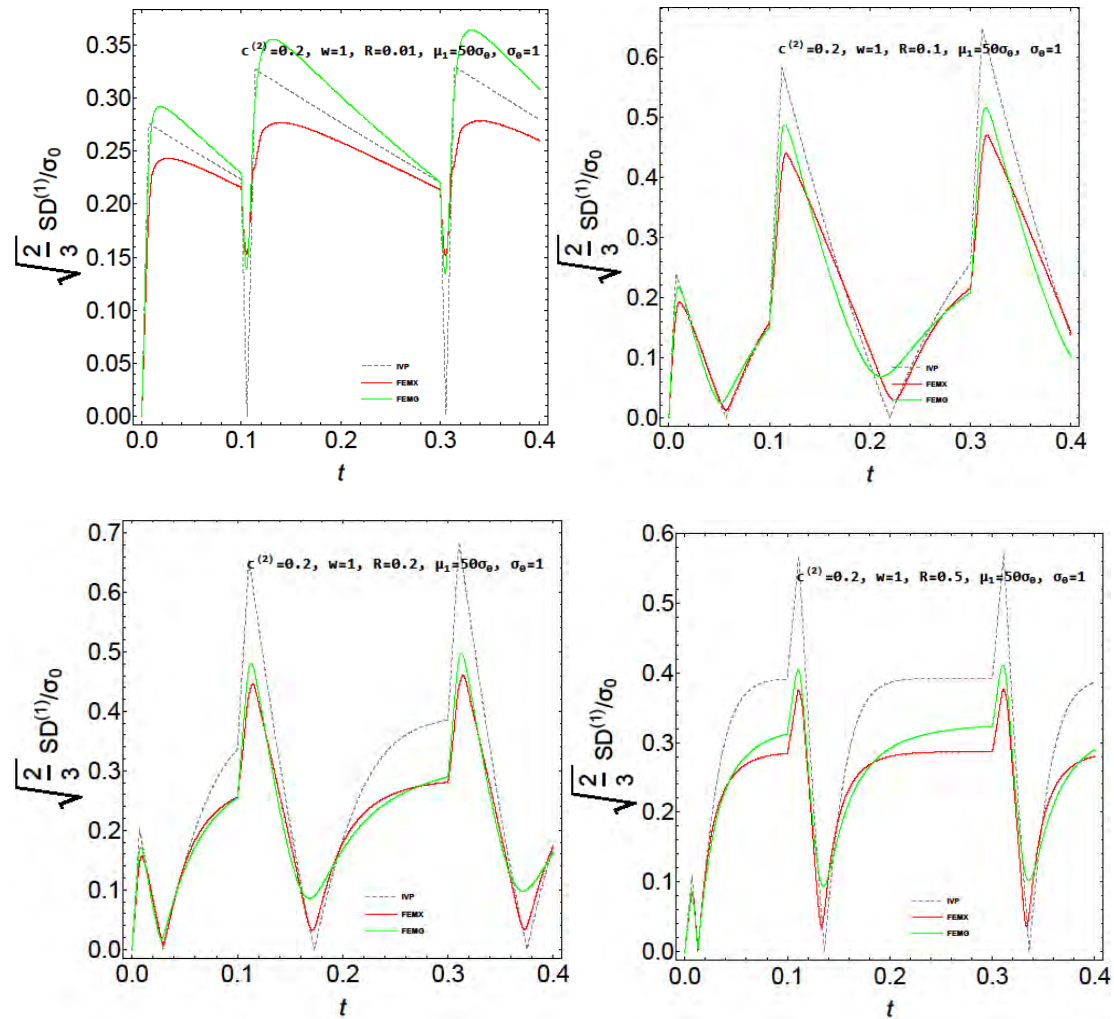 c⁽²⁾=0.2, w=1, R=0.01, μ₁=50σ₀, σ₀=1
√(2/3) SD⁽¹⁾/σ₀
0.35
0.30
0.25
0.20
0.15
0.10
0.05
0.00
IVP
FEMX
FEMG
0.0 0.1 0.2 0.3 0.4
t
c⁽²⁾=0.2, w=1, R=0.1, μ₁=50σ₀, σ₀=1
√(2/3) SD⁽¹⁾/σ₀
0.6
0.5
0.4
0.3
0.2
0.1
0.0
IVP
FEMX
FEMG
0.0 0.1 0.2 0.3 0.4
t
c⁽²⁾=0.2, w=1, R=0.2, μ₁=50σ₀, σ₀=1
√(2/3) SD⁽¹⁾/σ₀
0.7
0.6
0.5
0.4
0.3
0.2
0.1
0.0
IVP
FEMX
FEMG
0.0 0.1 0.2 0.3 0.4
t
c⁽²⁾=0.2, w=1, R=0.5, μ₁=50σ₀, σ₀=1
√(2/3) SD⁽¹⁾/σ₀
0.6
0.5
0.4
0.3
0.2
0.1
0.0
IVP
FEMX
FEMG
0.0 0.1 0.2 0.3 0.4
t